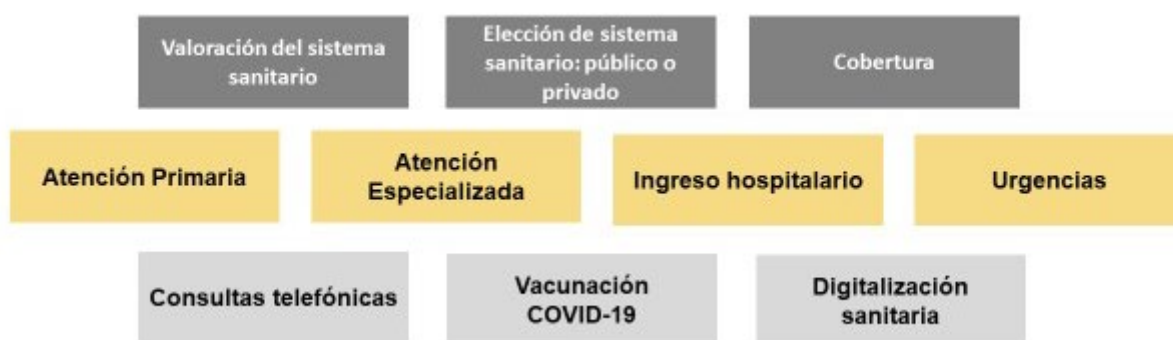 Valoración del sistema
sanitario
Elección de sistema
sanitario: público o
privado
Cobertura
Atención Primaria
Atención
Especializada
Ingreso hospitalario
Urgencias
Consultas telefónicas
Vacunación
COVID-19
Digitalización
sanitaria